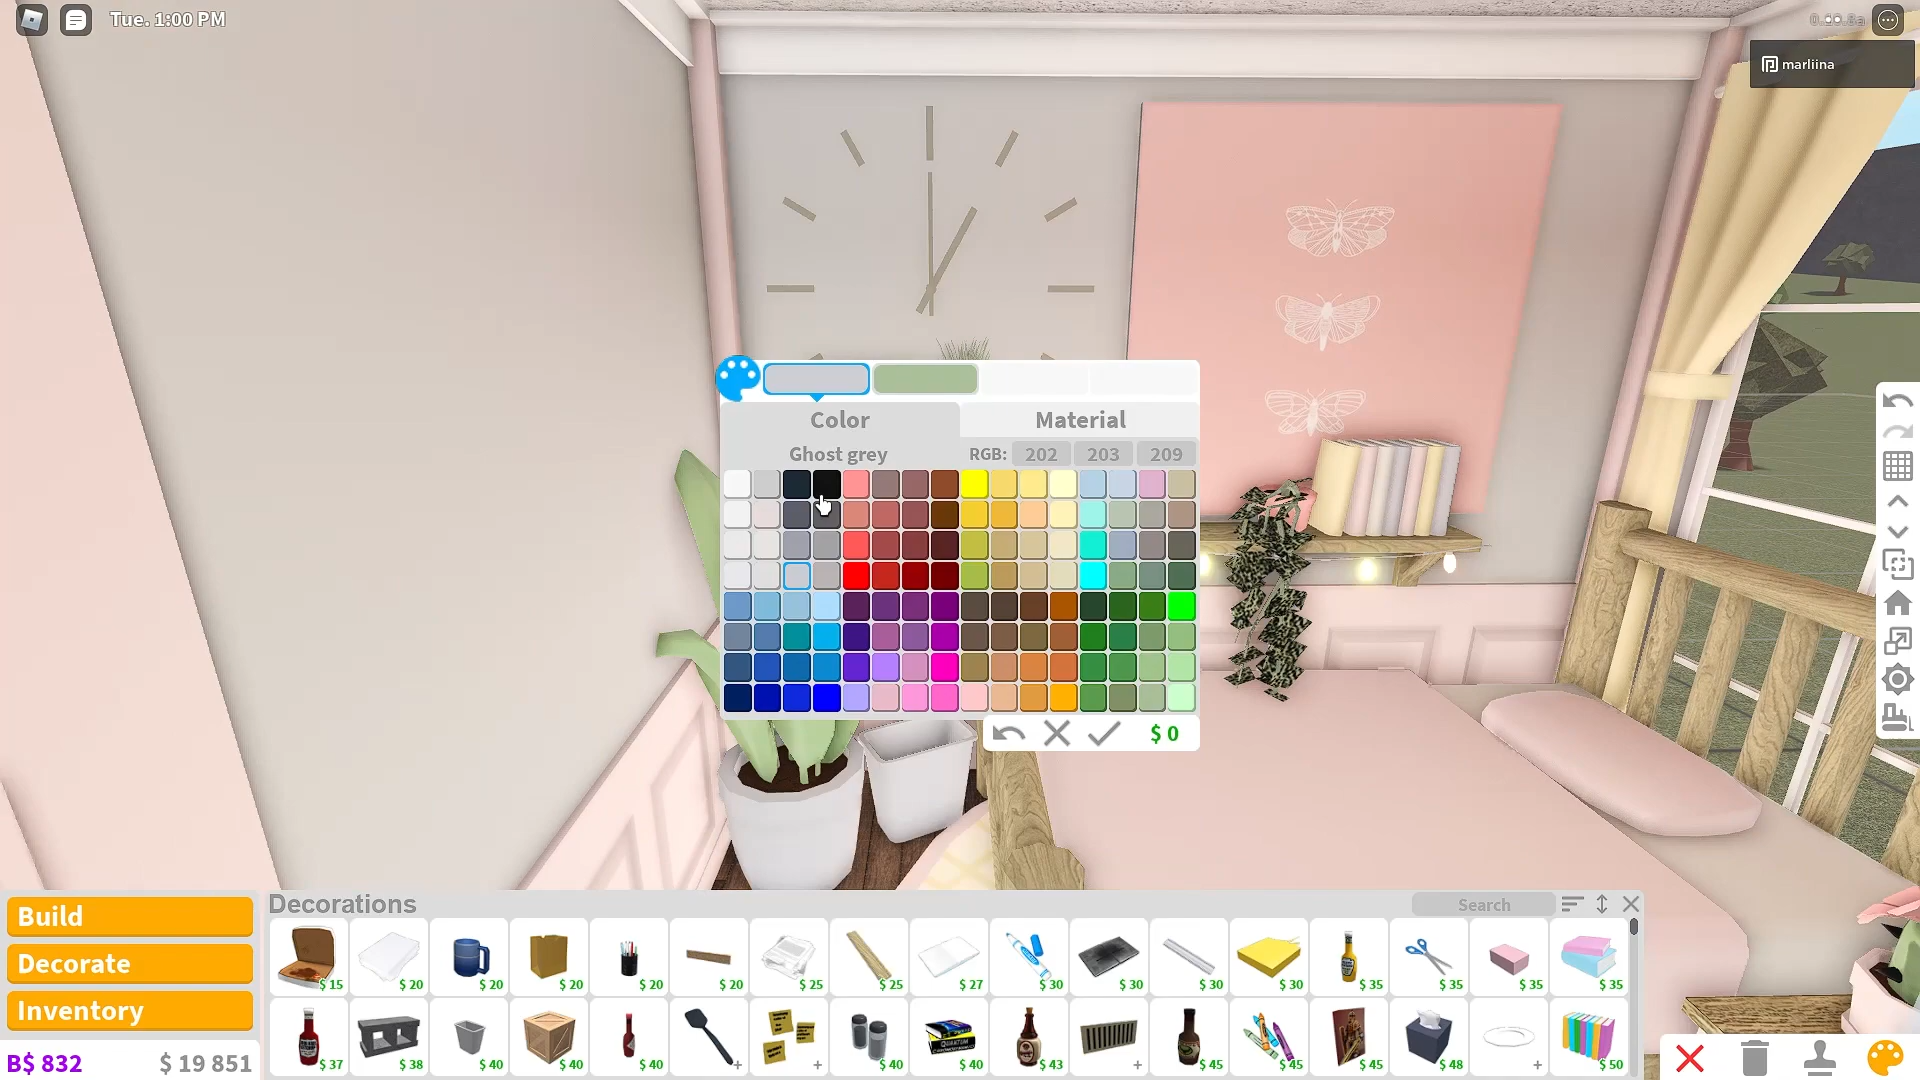 Tue. 1:00 PM
marliina
Color
Material
Ghost grey
RGB: 202 203 209
$ 0
Build
Decorate
Inventory
B$ 832
$ 19 851
Decorations
Search
$ 15
$ 20
$ 20
$ 20
$ 20
$ 20
$ 25
$ 25
$ 27
$ 30
$ 30
$ 30
$ 30
$ 35
$ 35
$ 35
$ 35
$ 37
$ 38
$ 40
$ 40
$ 40
+
+
$ 40
QUANTUM
$ 40
$ 43
+
$ 45
$ 45
$ 45
$ 48
+
$ 50